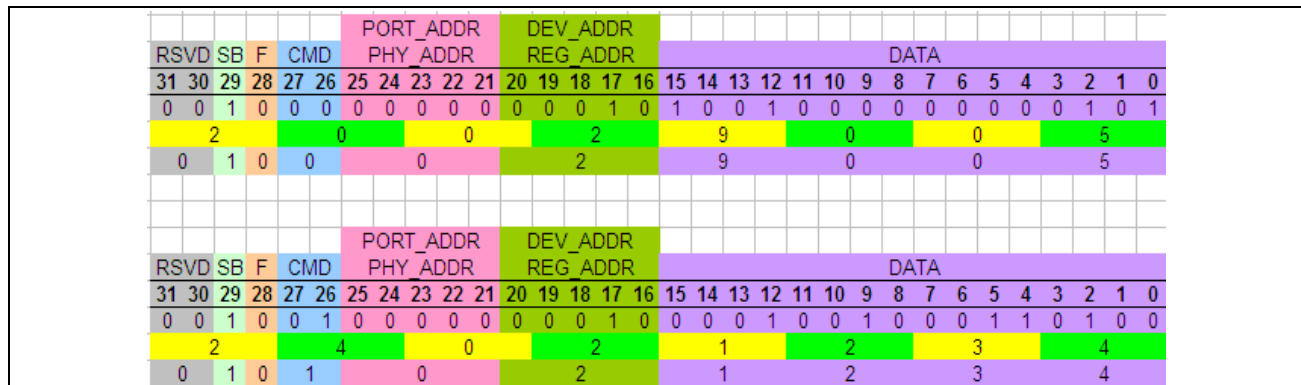 PORT_ADDR DEV_ADDR
RSVD SB F CMD PHY_ADDR REG_ADDR DATA
31 30 29 28 27 26 25 24 23 22 21 20 19 18 17 16 15 14 13 12 11 10 9 8 7 6 5 4 3 2 1 0
0 0 1 0 0 0 0 0 0 0 0 0 0 0 1 0 1 0 0 1 0 0 0 0 0 0 0 0 0 1 0 1
2 0 0 2 9 0 0 5
0 1 0 0 0 2 9 0 0 5
PORT_ADDR DEV_ADDR
RSVD SB F CMD PHY_ADDR REG_ADDR DATA
31 30 29 28 27 26 25 24 23 22 21 20 19 18 17 16 15 14 13 12 11 10 9 8 7 6 5 4 3 2 1 0
0 0 1 0 0 1 0 0 0 0 0 0 0 0 1 0 0 0 0 1 0 0 1 0 0 0 1 1 0 1 0 0
2 4 0 2 1 2 3 4
0 1 0 1 0 2 1 2 3 4